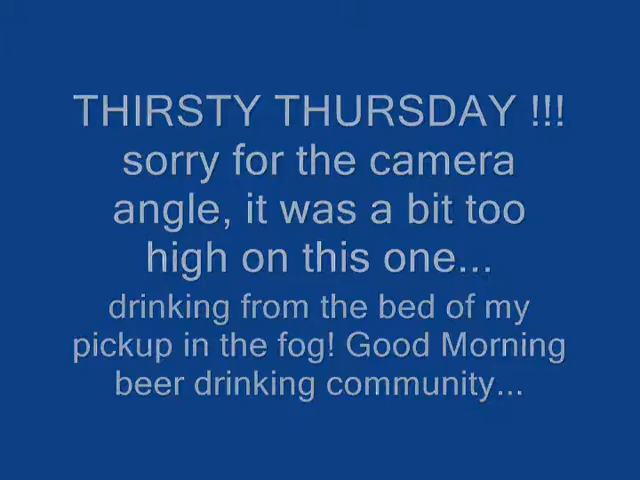 THIRSTY THURSDAY !!!
sorry for the camera
angle, it was a bit too
high on this one...
drinking from the bed of my
pickup in the fog! Good Morning
beer drinking community...